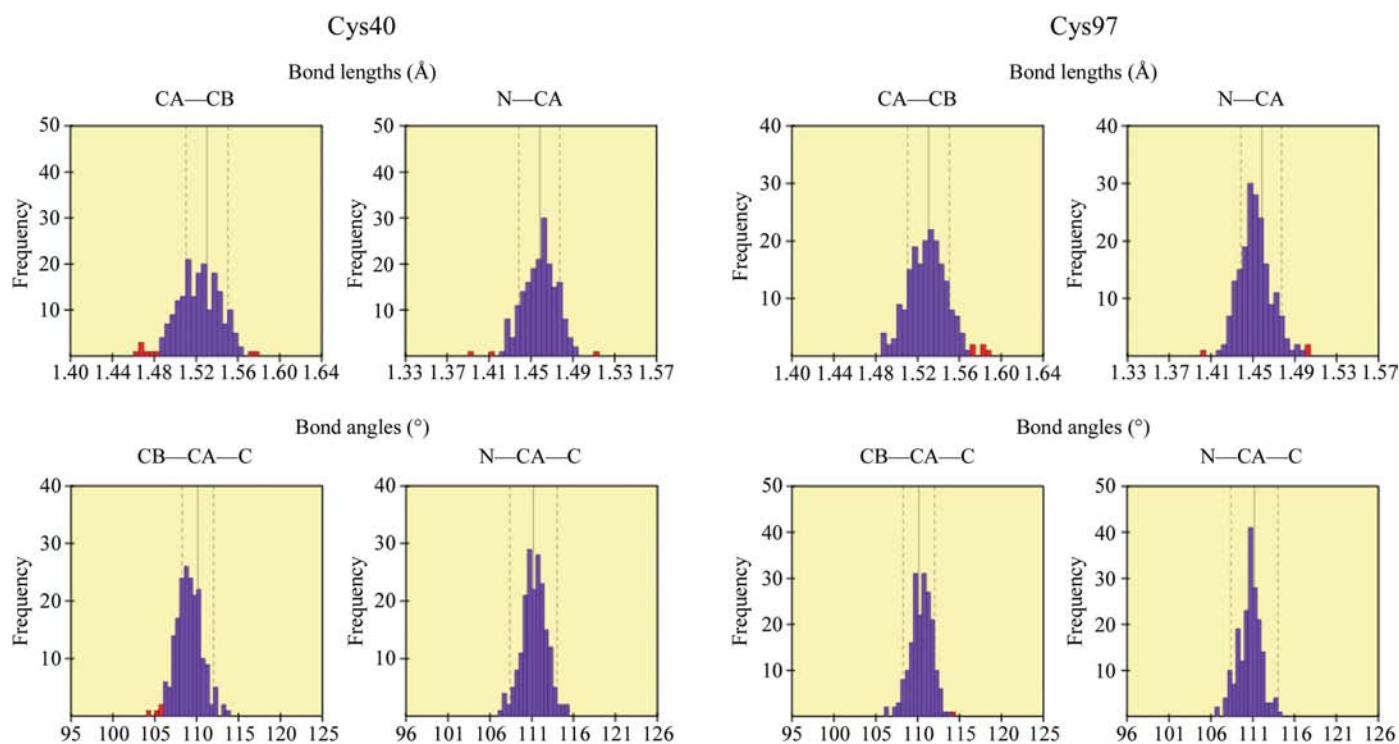 Cys40
Cys97
Bond lengths (Å)
Bond lengths (Å)
CA—CB
N—CA
CA—CB
N—CA
50
40
30
20
10
Frequency
1.40 1.44 1.48 1.52 1.56 1.60 1.64
50
40
30
20
10
Frequency
1.33 1.37 1.41 1.45 1.49 1.53 1.57
40
30
20
10
Frequency
1.40 1.44 1.48 1.52 1.56 1.60 1.64
40
30
20
10
Frequency
1.33 1.37 1.41 1.45 1.49 1.53 1.57
Bond angles (°)
Bond angles (°)
CB—CA—C
N—CA—C
CB—CA—C
N—CA—C
40
30
20
10
Frequency
95 100 105 110 115 120 125
40
30
20
10
Frequency
96 101 106 111 116 121 126
50
40
30
20
10
Frequency
95 100 105 110 115 120 125
50
40
30
20
10
Frequency
96 101 106 111 116 121 126